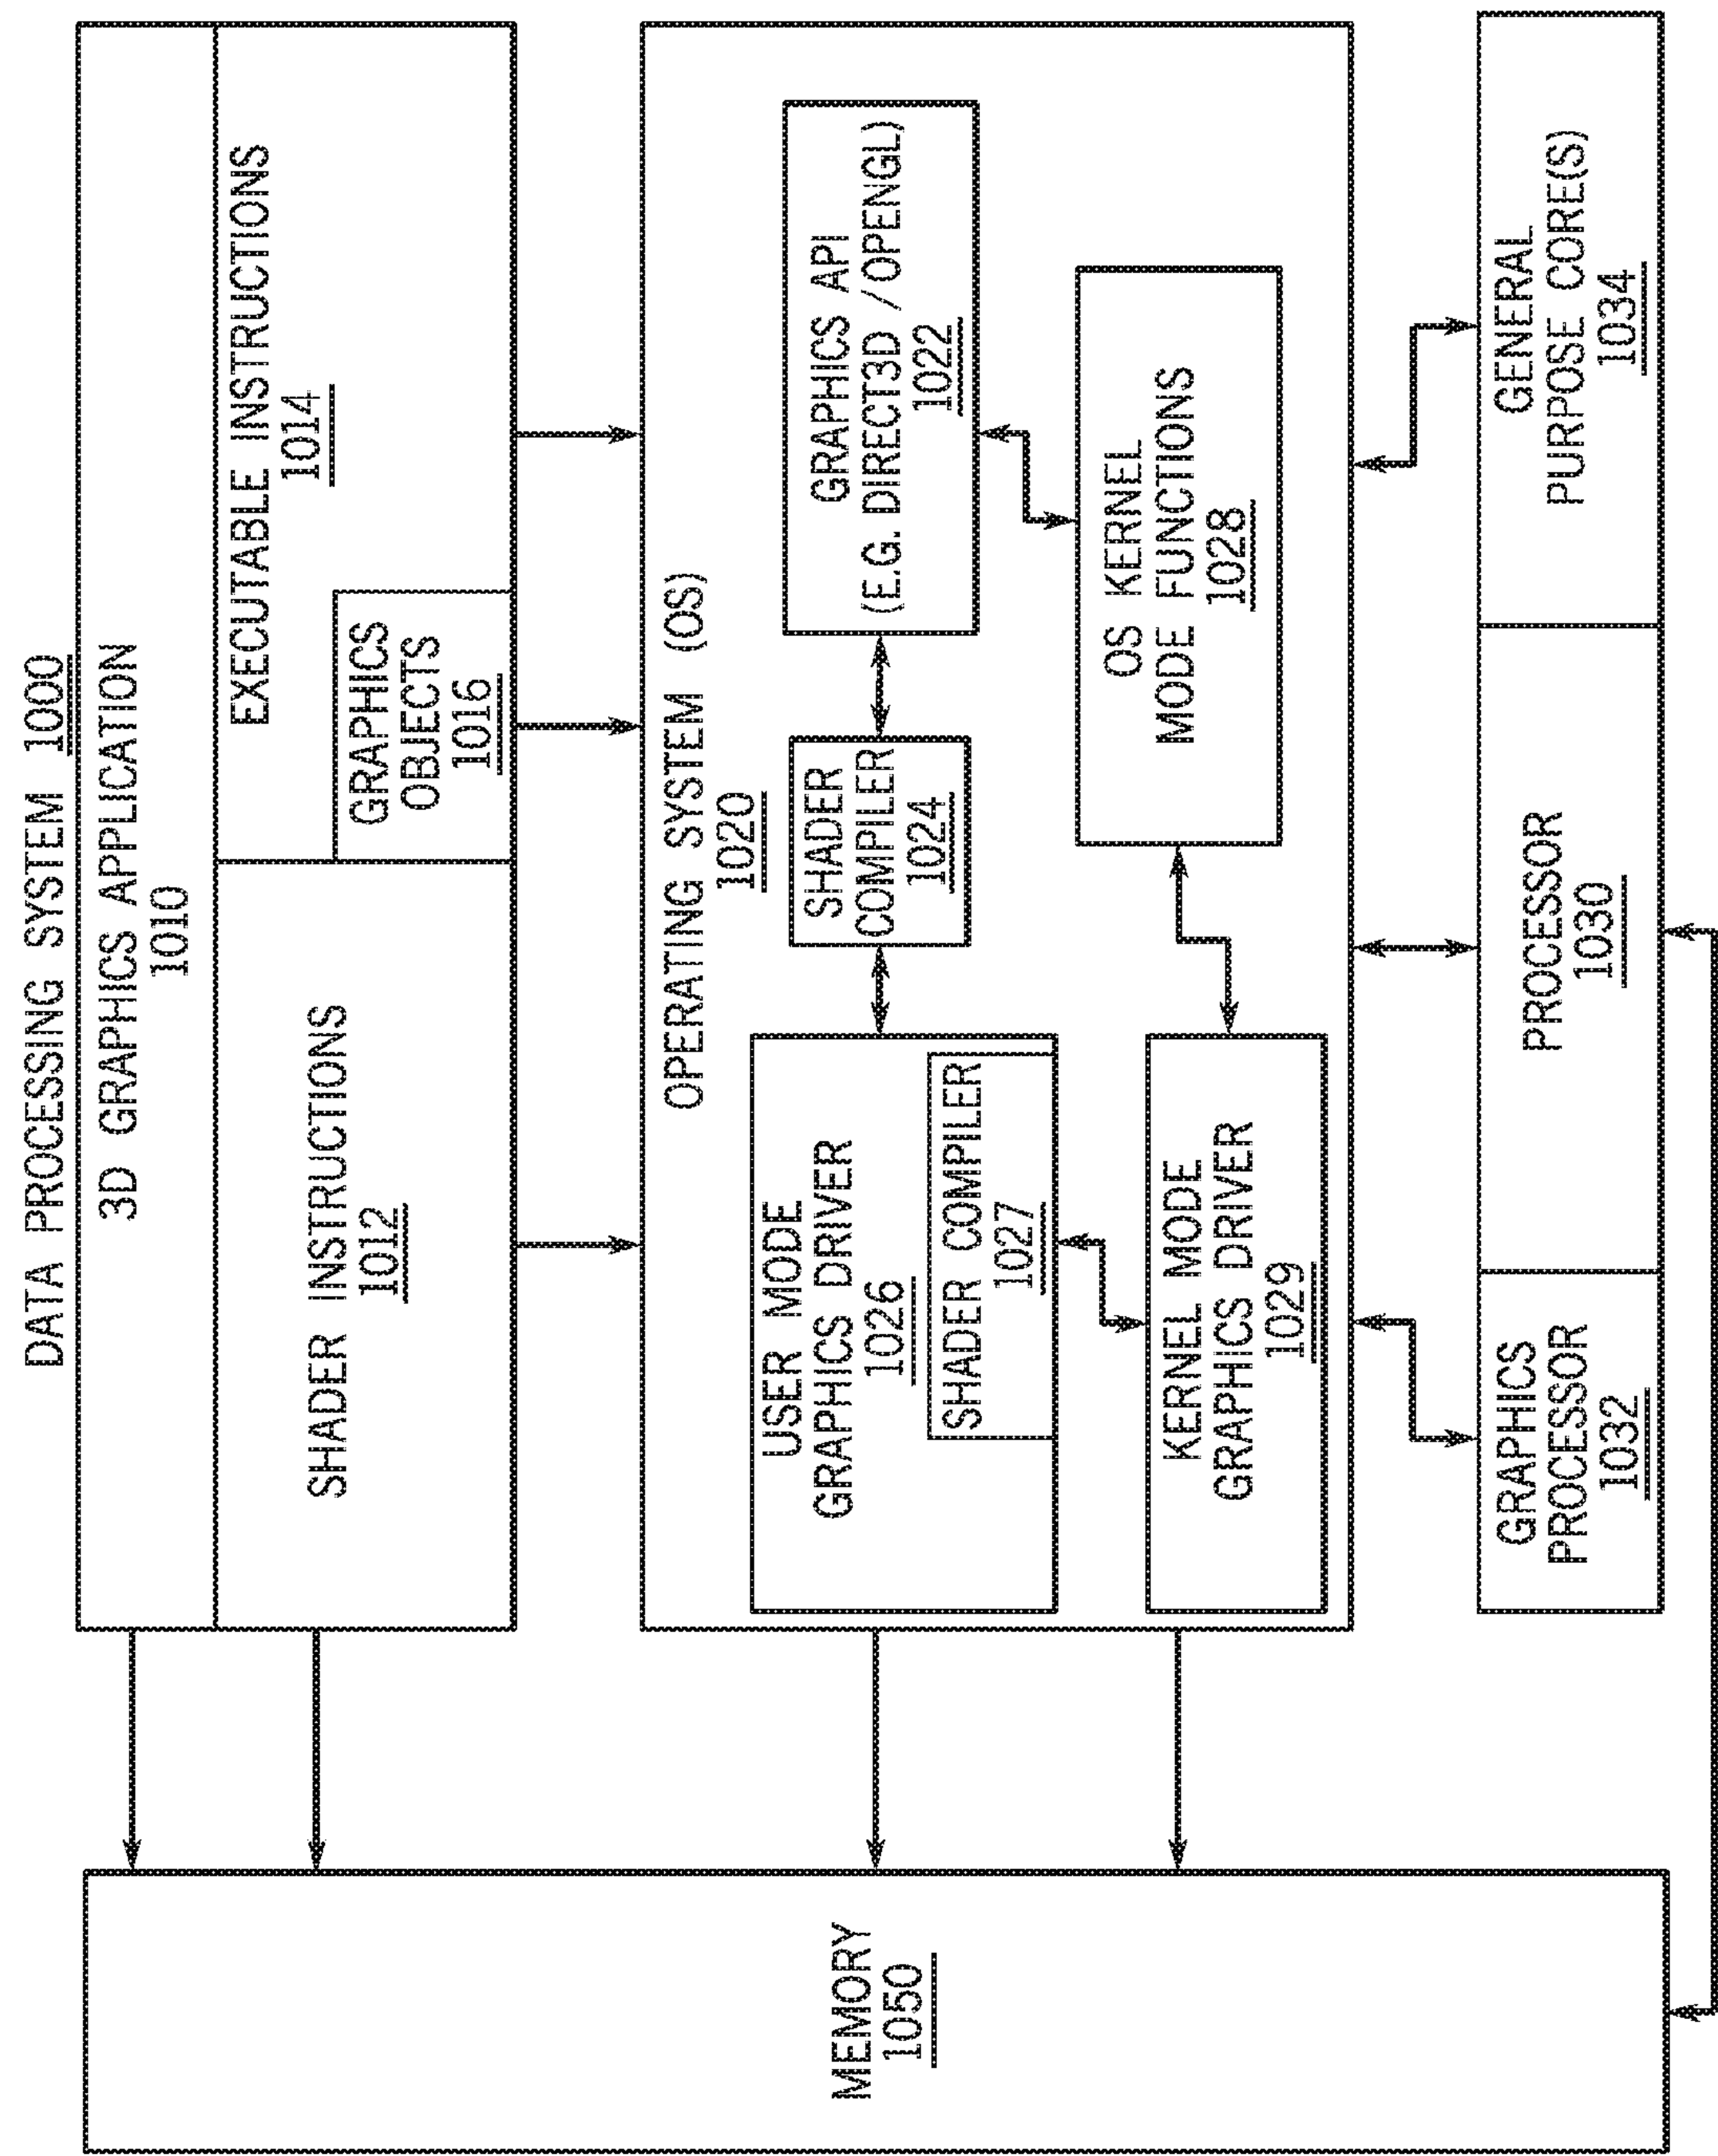 DATA PROCESSING SYSTEM 1000
3D GRAPHICS APPLICATION
1010
SHADER INSTRUCTIONS
1012
EXECUTABLE INSTRUCTIONS
1014
GRAPHICS
OBJECTS
1016
OPERATING SYSTEM (OS)
1020
USER MODE
GRAPHICS DRIVER
1026
SHADER COMPILER
1027
SHADER
COMPILER
1024
GRAPHICS API
(E.G. DIRECT3D /OPENGL)
1022
KERNEL MODE
GRAPHICS DRIVER
1029
OS KERNEL
MODE FUNCTIONS
1028
GRAPHICS
PROCESSOR
1032
PROCESSOR
1030
GENERAL
PURPOSE CORE(S)
1034
MEMORY
1050